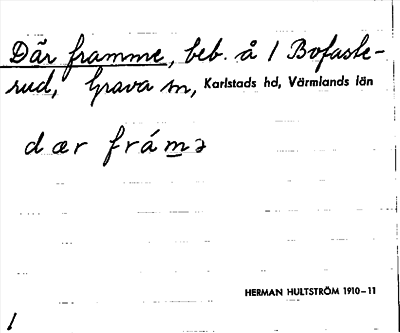 Där framme, beb. å 1 Bofaste-
rud, Grava sn, Karlstads hd, Värmlands län
dær frámə
HERMAN HULTSTRÖM 1910–11
1